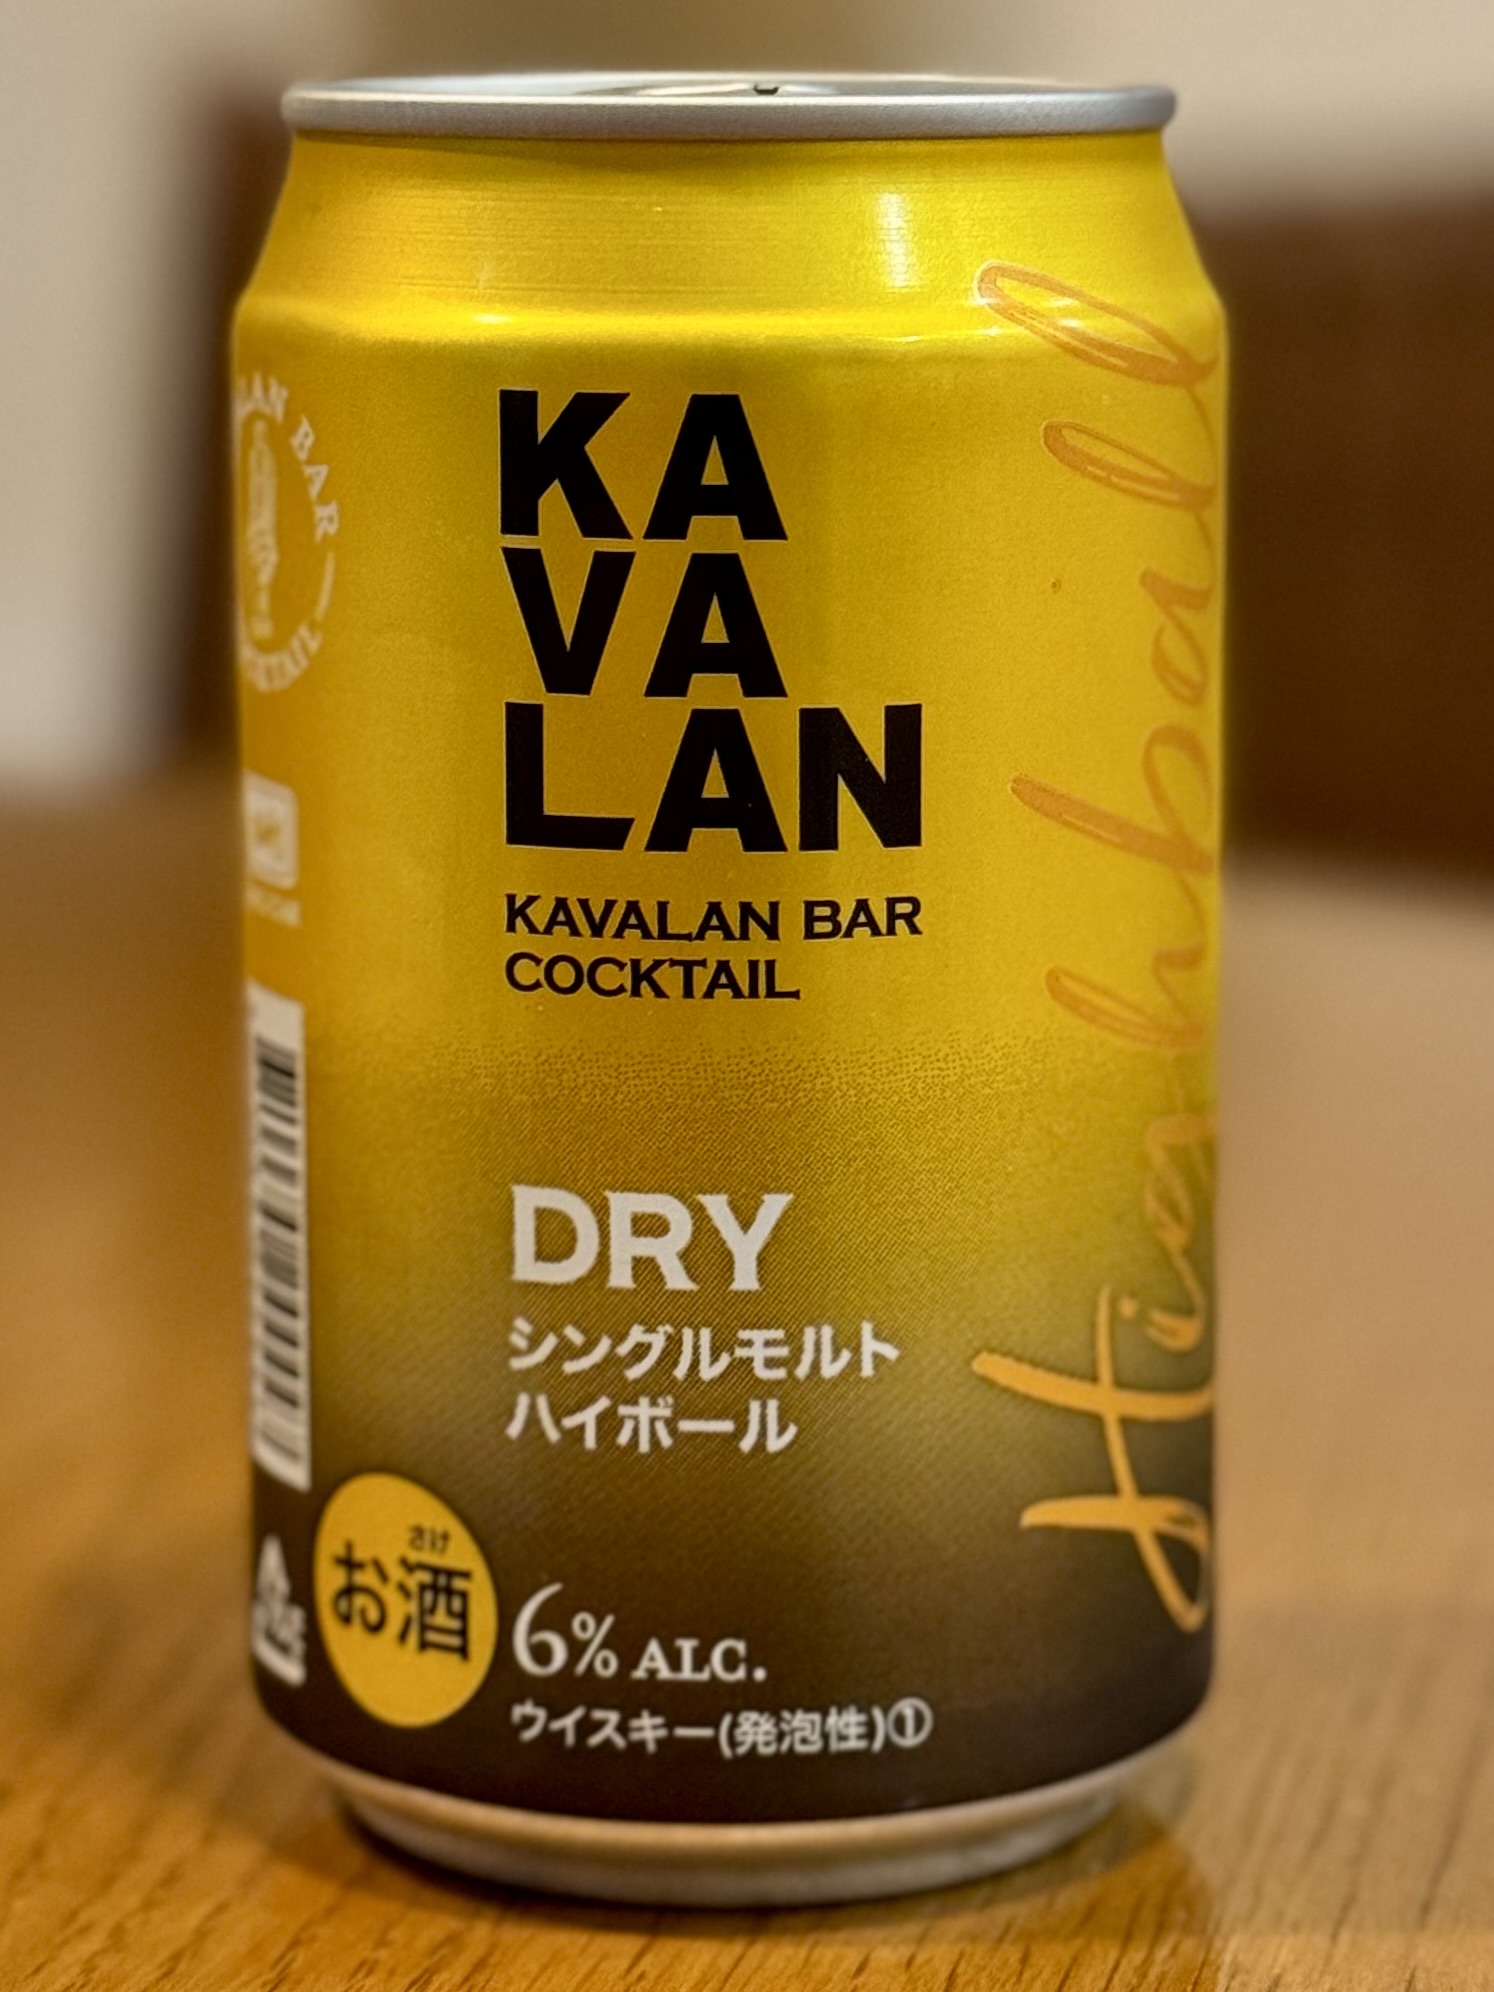 KA
VA
LAN
KAVALAN BAR
COCKTAIL
DRY
シングルモルト
ハイボール
さけ
お酒
6% ALC.
ウイスキー(発泡性)①
Highball
BAR